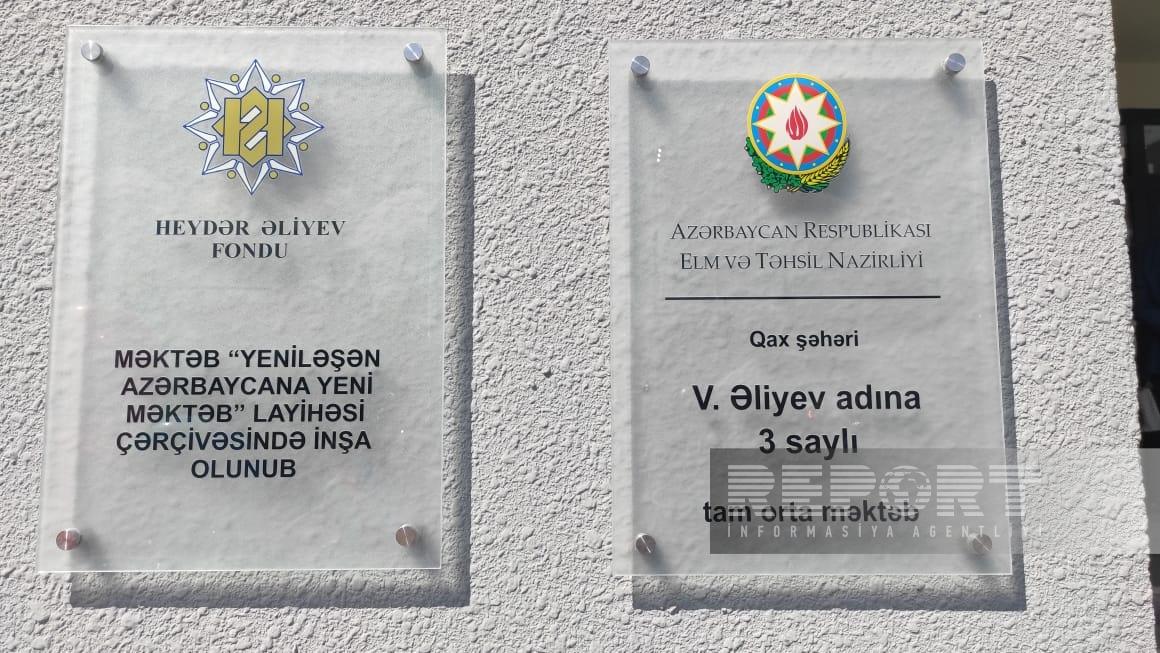 HEYDƏR ƏLİYEV
FONDU
MƏKTƏB “YENİLƏŞƏN
AZƏRBAYCANA YENİ
MƏKTƏB” LAYİHƏSİ
ÇƏRÇİVƏSİNDƏ İNŞA
OLUNUB
AZƏRBAYCAN RESPUBLİKASI
ELM VƏ TƏHSİL NAZİRLİYİ
Qax şəhəri
V. Əliyev adına
3 saylı
tam orta məktəb
REPORT
İNFORMASİYA AGENTLİ